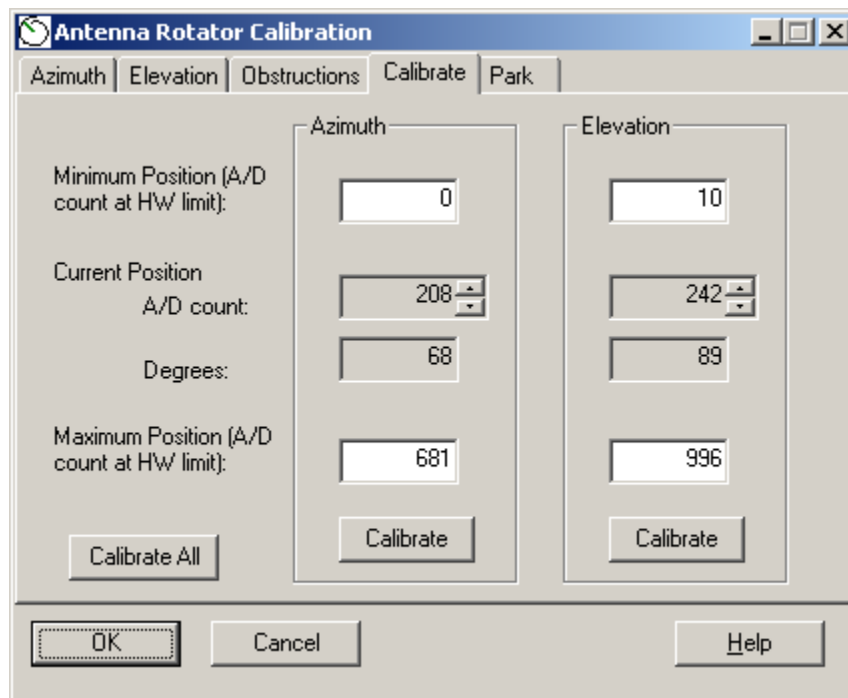 Antenna Rotator Calibration
Azimuth Elevation Obstructions Calibrate Park
Azimuth Elevation
Minimum Position (A/D
count at HW limit):
0 10
Current Position
A/D count:
208 242
Degrees:
68 89
Maximum Position (A/D
count at HW limit):
681 996
Calibrate Calibrate
Calibrate All
OK Cancel Help